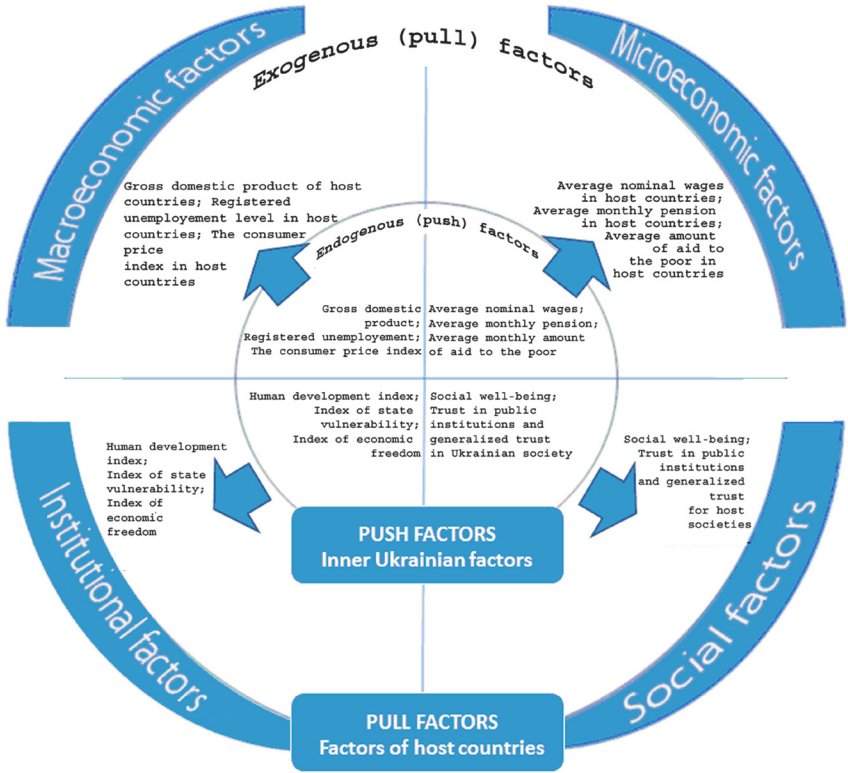 Exogenous (pull) factors
Macroeconomic factors
Microeconomic factors
Gross domestic product of host
countries; Registered
unemployement level in host
countries; The consumer
price
index in host
countries
Average nominal wages
in host countries;
Average monthly pension
in host countries;
Average amount
of aid to
the poor in
host countries
Endogenous (push) factors
Gross domestic
product;
Registered unemployement;
The consumer price index
Average nominal wages;
Average monthly pension;
Average monthly amount
of aid to the poor
Human development index;
Index of state
vulnerability;
Index of economic
freedom
Social well-being;
Trust in public
institutions and
generalized trust
in Ukrainian society
Human development
index;
Index of state
vulnerability;
Index of
economic
freedom
Social well-being;
Trust in public
institutions
and generalized
trust
for host
societies
Institutional factors
Social factors
PUSH FACTORS
Inner Ukrainian factors
PULL FACTORS
Factors of host countries